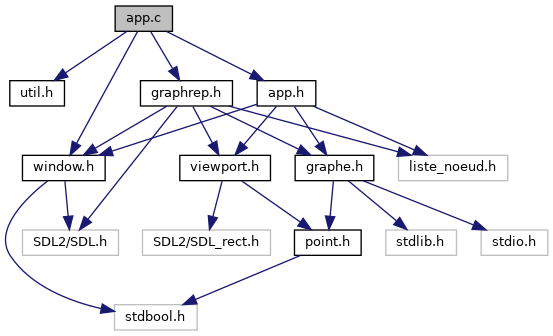 app.c
util.h
graphrep.h
app.h
window.h
viewport.h
graphe.h
liste_noeud.h
SDL2/SDL.h
SDL2/SDL_rect.h
point.h
stdlib.h
stdio.h
stdbool.h